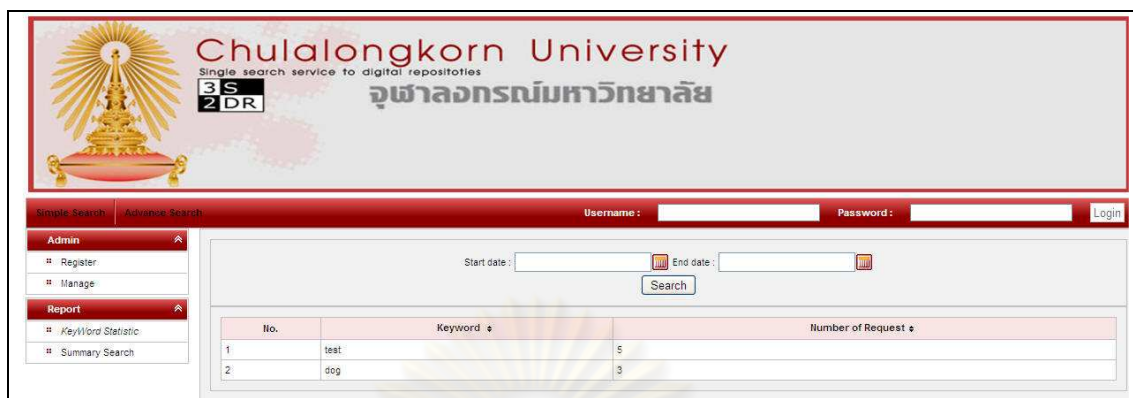 Chulalongkorn University
Single search service to digital repositoties
3S
2DR
จุฬาลงกรณ์มหาวิทยาลัย
Simple Search Advance Search Username : Password : Login
Admin
Register
Manage
Report
KeyWord Statistic
Summary Search
Start date : End date :
Search
No. Keyword Number of Request
1 test 5
2 dog 3